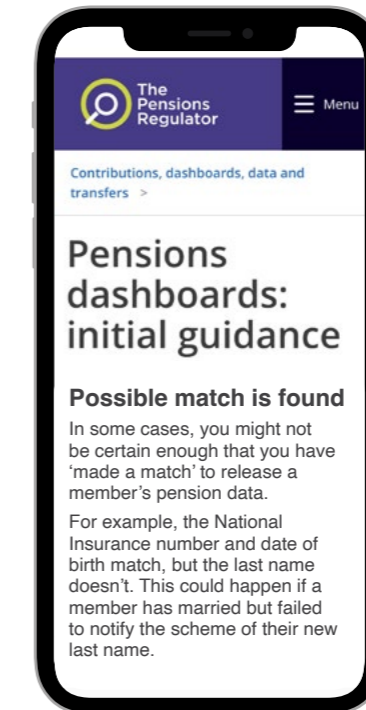 The
Pensions
Regulator
Menu
Contributions, dashboards, data and
transfers >
Pensions
dashboards:
initial guidance
Possible match is found
In some cases, you might not
be certain enough that you have
‘made a match’ to release a
member’s pension data.
For example, the National
Insurance number and date of
birth match, but the last name
doesn’t. This could happen if a
member has married but failed
to notify the scheme of their new
last name.